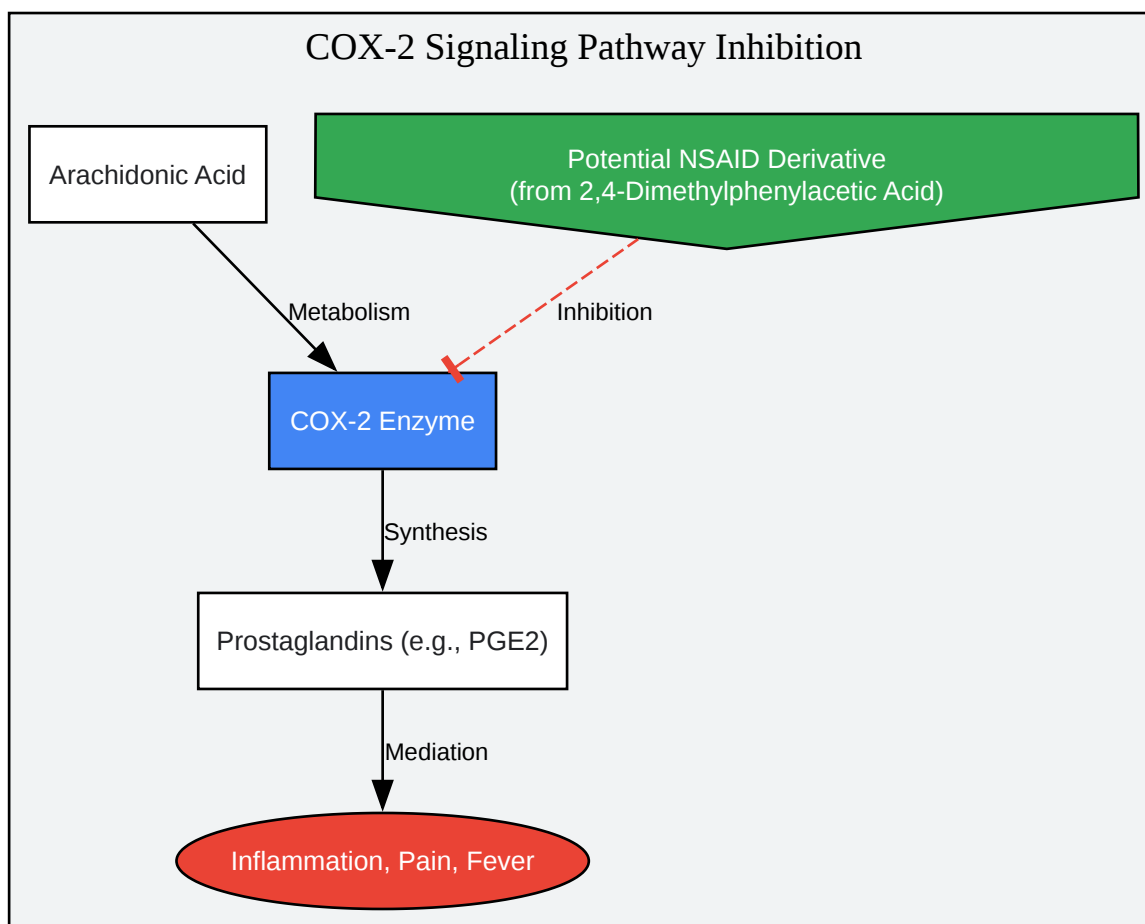 COX-2 Signaling Pathway Inhibition
Arachidonic Acid
Potential NSAID Derivative
(from 2,4-Dimethylphenylacetic Acid)
Metabolism
Inhibition
COX-2 Enzyme
Synthesis
Prostaglandins (e.g., PGE2)
Mediation
Inflammation, Pain, Fever